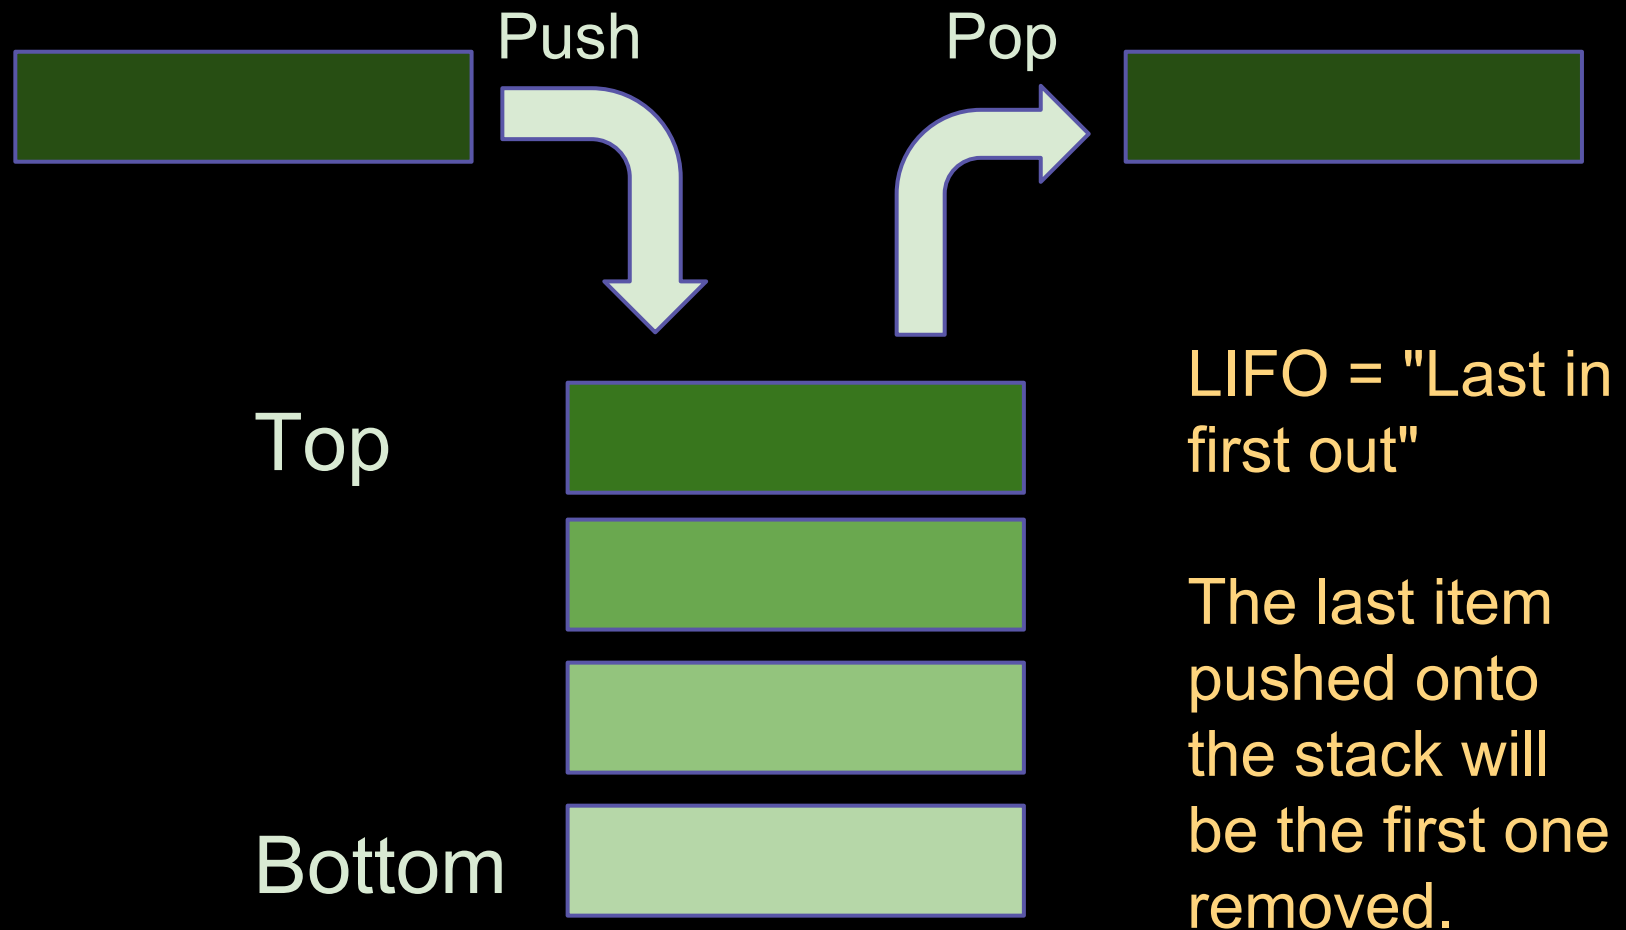 Push
Pop
Top
Bottom
LIFO = "Last in
first out"
The last item
pushed onto
the stack will
be the first one
removed.